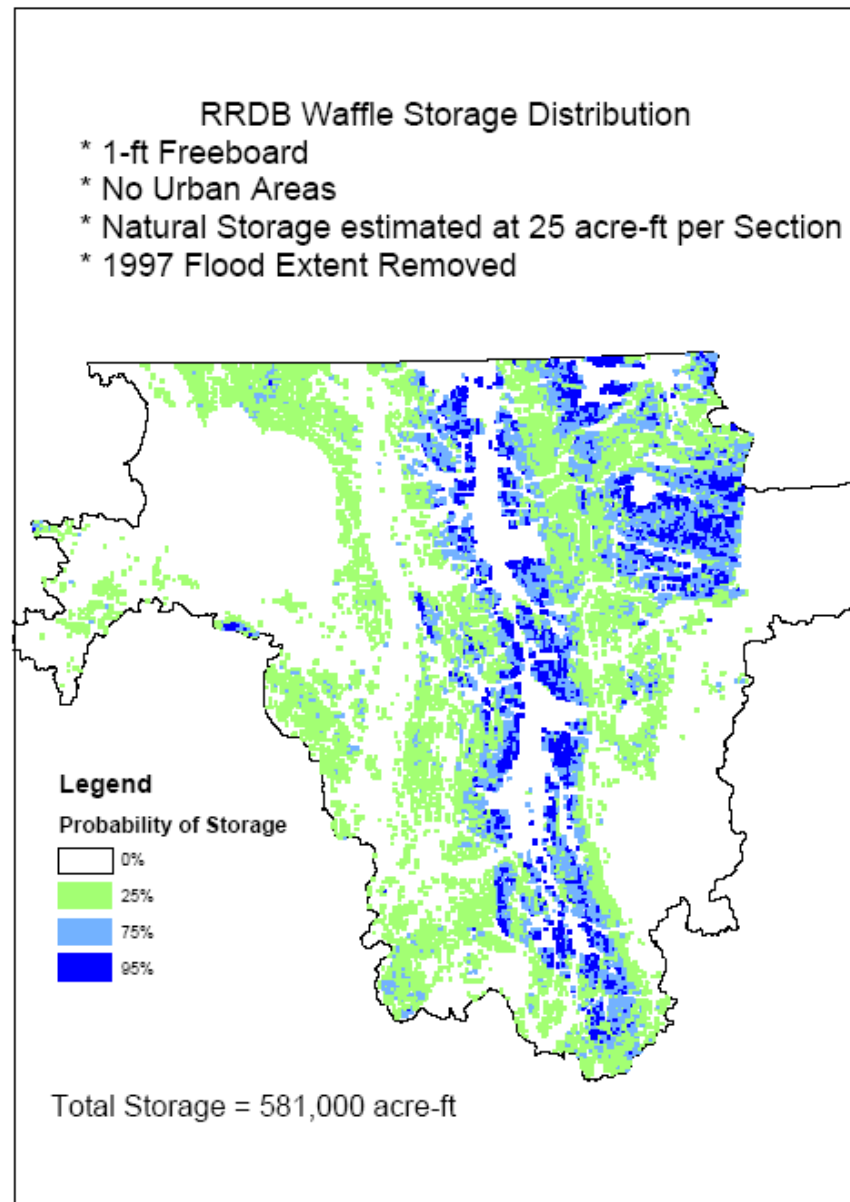 RRDB Waffle Storage Distribution
* 1-ft Freeboard
* No Urban Areas
* Natural Storage estimated at 25 acre-ft per Section
* 1997 Flood Extent Removed
Legend
Probability of Storage
0%
25%
75%
95%
Total Storage = 581,000 acre-ft